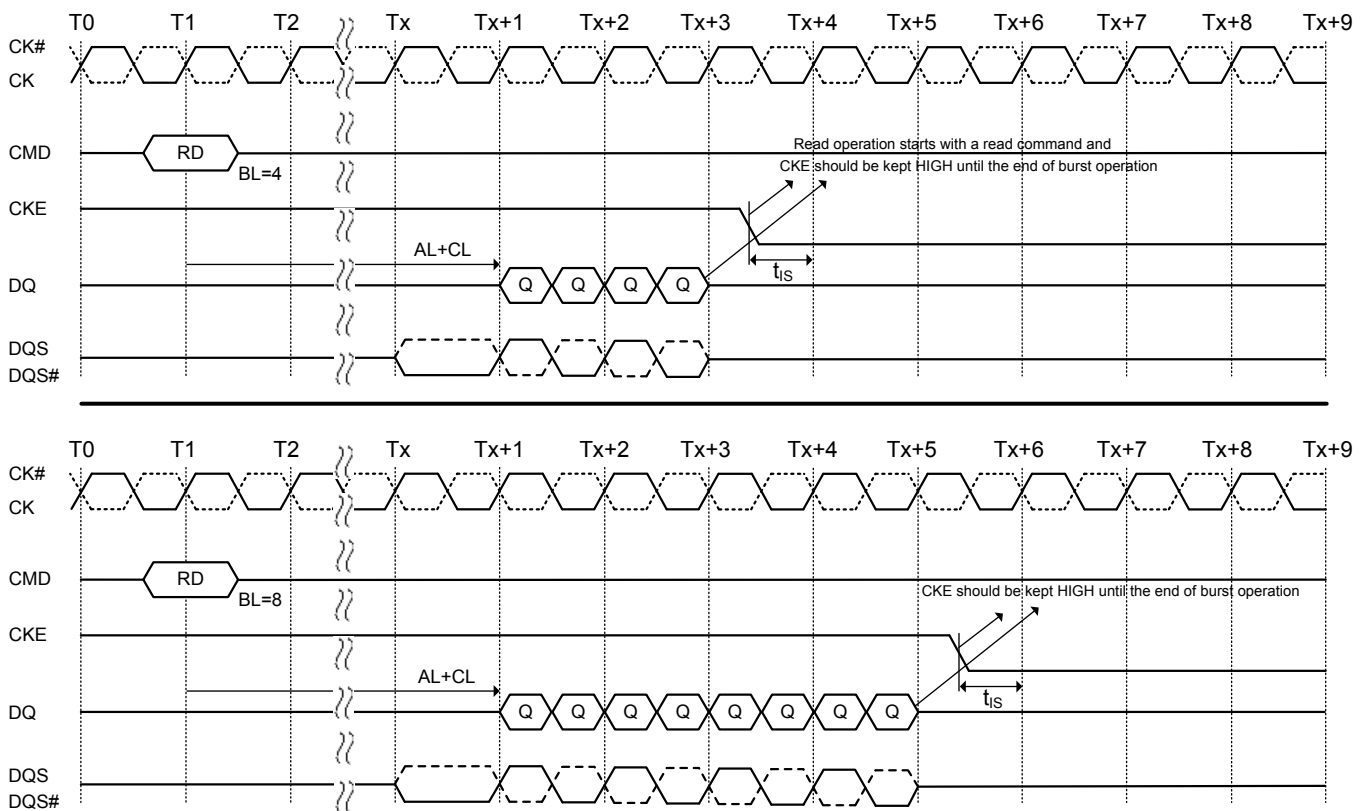 T0 T1 T2 Tx Tx+1 Tx+2 Tx+3 Tx+4 Tx+5 Tx+6 Tx+7 Tx+8 Tx+9
CK#
CK
CMD RD
BL=4
Read operation starts with a read command and
CKE should be kept HIGH until the end of burst operation
CKE
AL+CL
tIS
DQ Q Q Q Q
DQS
DQS#
T0 T1 T2 Tx Tx+1 Tx+2 Tx+3 Tx+4 Tx+5 Tx+6 Tx+7 Tx+8 Tx+9
CK#
CK
CMD RD
BL=8
CKE should be kept HIGH until the end of burst operation
CKE
AL+CL
tIS
DQ Q Q Q Q Q Q Q Q
DQS
DQS#